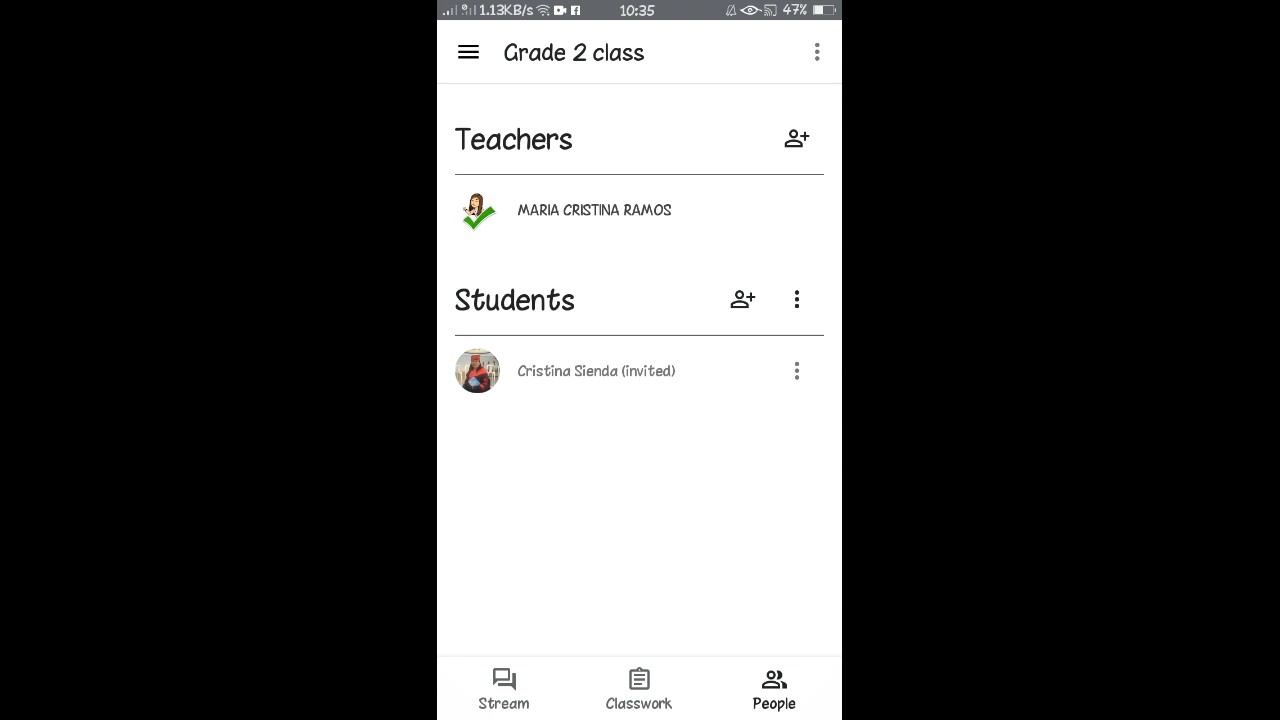 1.13KB/s 10:35 47%
Grade 2 class
Teachers
MARIA CRISTINA RAMOS
Students
Cristina Sienda (invited)
Stream Classwork People